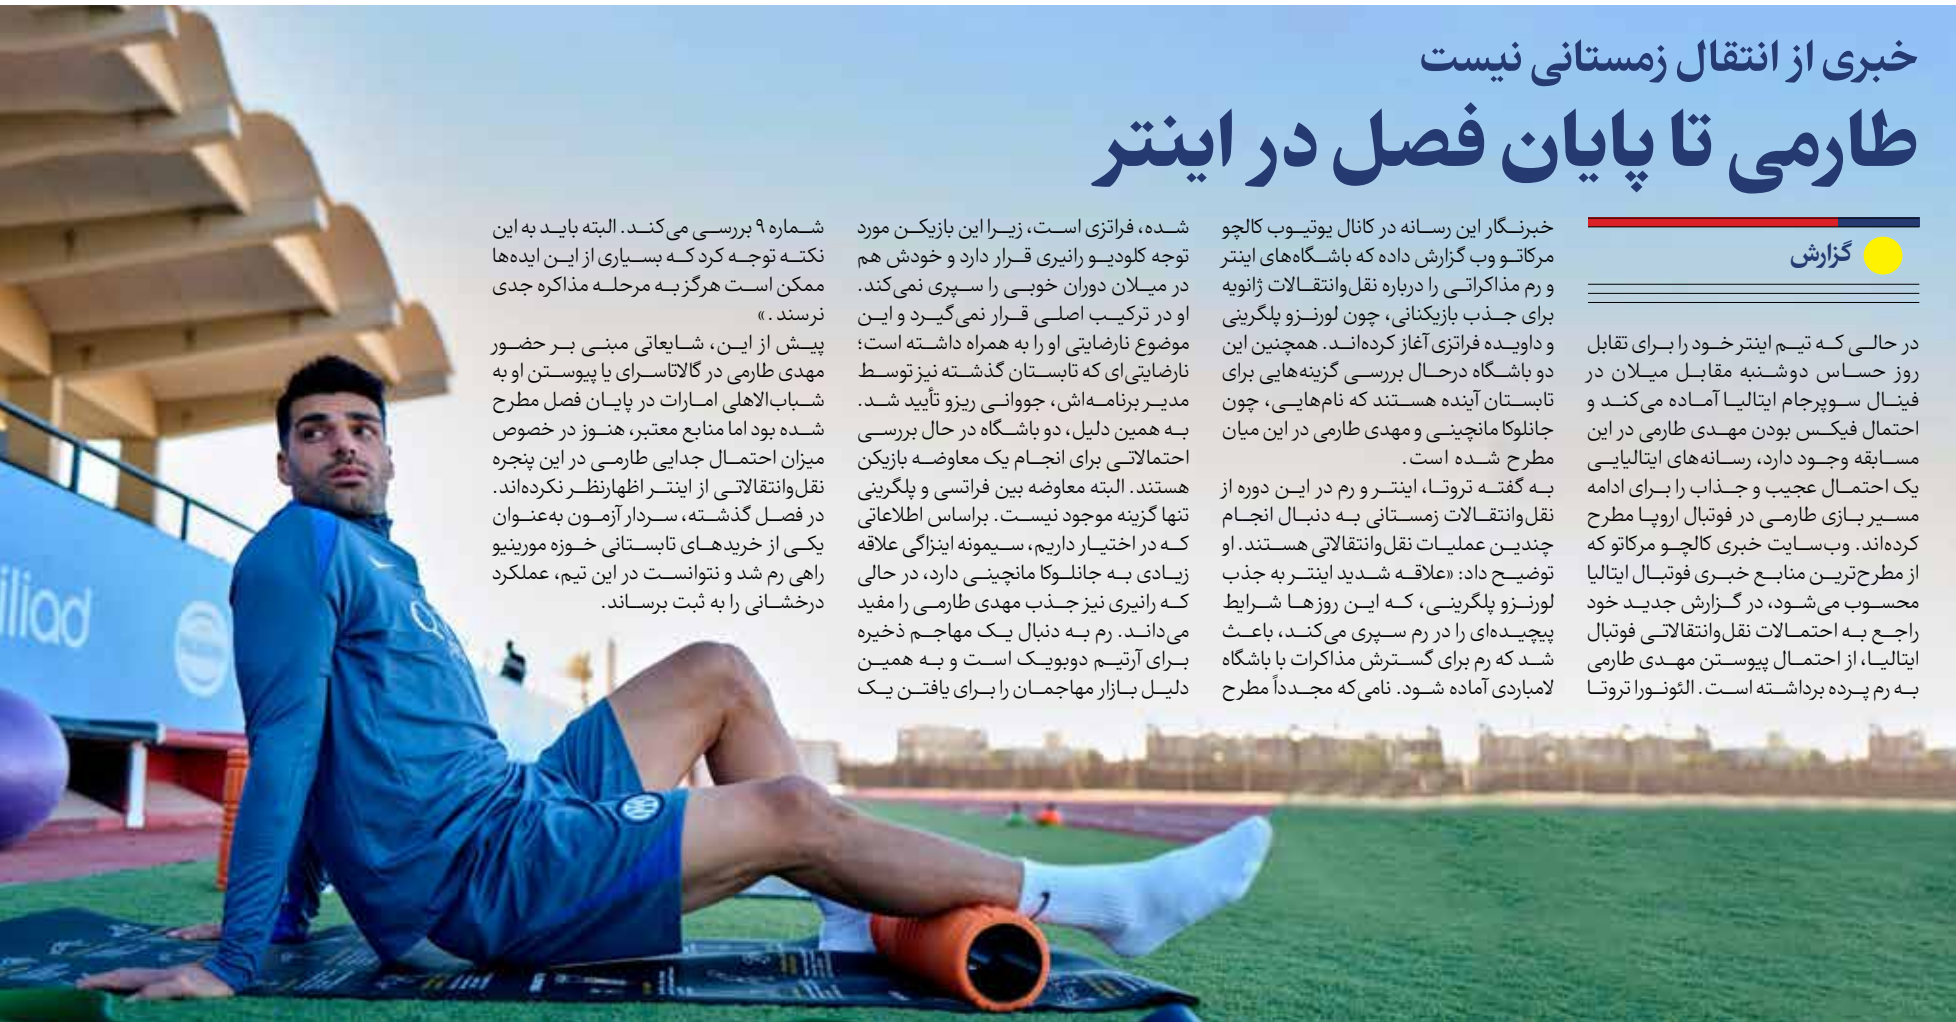 خبری از انتقال زمستانی نیست
طارمی تا پایان فصل در اینتر
گزارش
در حالی که تیم اینتر خود را برای تقابل
روز حساس دوشنبه مقابل میلان در
فینال سوپرجام ایتالیا آماده می‌کند و
احتمال فیکس بودن مهدی طارمی در این
مسابقه وجود دارد، رسانه‌های ایتالیایی
یک احتمال عجیب و جذاب را برای ادامه
مسیر بازی طارمی در فوتبال اروپا مطرح
کرده‌اند. وب‌سایت خبری کالچو مرکاتو که
از مطرح‌ترین منابع خبری فوتبال ایتالیا
محسوب می‌شود، در گزارش جدید خود
راجع به احتمالات نقل‌وانتقالاتی فوتبال
ایتالیا، از احتمال پیوستن مهدی طارمی
به رم پرده برداشته است. الئونورا تروتا
خبرنگار این رسانه در کانال یوتیوب کالچو
مرکاتو وب گزارش داده که باشگاه‌های اینتر
و رم مذاکراتی را درباره نقل‌وانتقالات ژانویه
برای جذب بازیکنانی، چون لورنزو پلگرینی
و داویده فراتزی آغاز کرده‌اند. همچنین این
دو باشگاه درحال بررسی گزینه‌هایی برای
تابستان آینده هستند که نام‌هایی، چون
جانلوکا مانچینی و مهدی طارمی در این میان
مطرح شده است.
به گفته تروتا، اینتر و رم در این دوره از
نقل‌وانتقالات زمستانی به دنبال انجام
چندین عملیات نقل‌وانتقالاتی هستند. او
توضیح داد: «علاقه شدید اینتر به جذب
لورنزو پلگرینی، که این روزها شرایط
پیچیده‌ای را در رم سپری می‌کند، باعث
شد که رم برای گسترش مذاکرات با باشگاه
لامباردی آماده شود. نامی‌که مجدداً مطرح
شده، فراتزی است، زیرا این بازیکن مورد
توجه کلودیو رانیری قرار دارد و خودش هم
در میلان دوران خوبی را سپری نمی‌کند.
او در ترکیب اصلی قرار نمی‌گیرد و این
موضوع نارضایتی او را به همراه داشته است؛
نارضایتی‌ای که تابستان گذشته نیز توسط
مدیر برنامه‌اش، جووانی ریزو تأیید شد.
به همین دلیل، دو باشگاه در حال بررسی
احتمالاتی برای انجام یک معاوضه بازیکن
هستند. البته معاوضه بین فراتسی و پلگرینی
تنها گزینه موجود نیست. براساس اطلاعاتی
که در اختیار داریم، سیمونه اینزاگی علاقه
زیادی به جانلوکا مانچینی دارد، در حالی
که رانیری نیز جذب مهدی طارمی را مفید
می‌داند. رم به دنبال یک مهاجم ذخیره
برای آرتیم دوبویک است و به همین
دلیل بازار مهاجمان را برای یافتن یک
شماره ۹ بررسی می‌کند. البته باید به این
نکته توجه کرد که بسیاری از این ایده‌ها
ممکن است هرگز به مرحله مذاکره جدی
نرسند.»
پیش از این، شایعاتی مبنی بر حضور
مهدی طارمی در گالاتاسرای یا پیوستن او به
شباب‌الاهلی امارات در پایان فصل مطرح
شده بود اما منابع معتبر، هنوز در خصوص
میزان احتمال جدایی طارمی در این پنجره
نقل‌وانتقالاتی از اینتر اظهارنظر نکرده‌اند.
در فصل گذشته، سردار آزمون به‌عنوان
یکی از خریدهای تابستانی خوزه مورینیو
راهی رم شد و نتوانست در این تیم، عملکرد
درخشانی را به ثبت برساند.
iliad